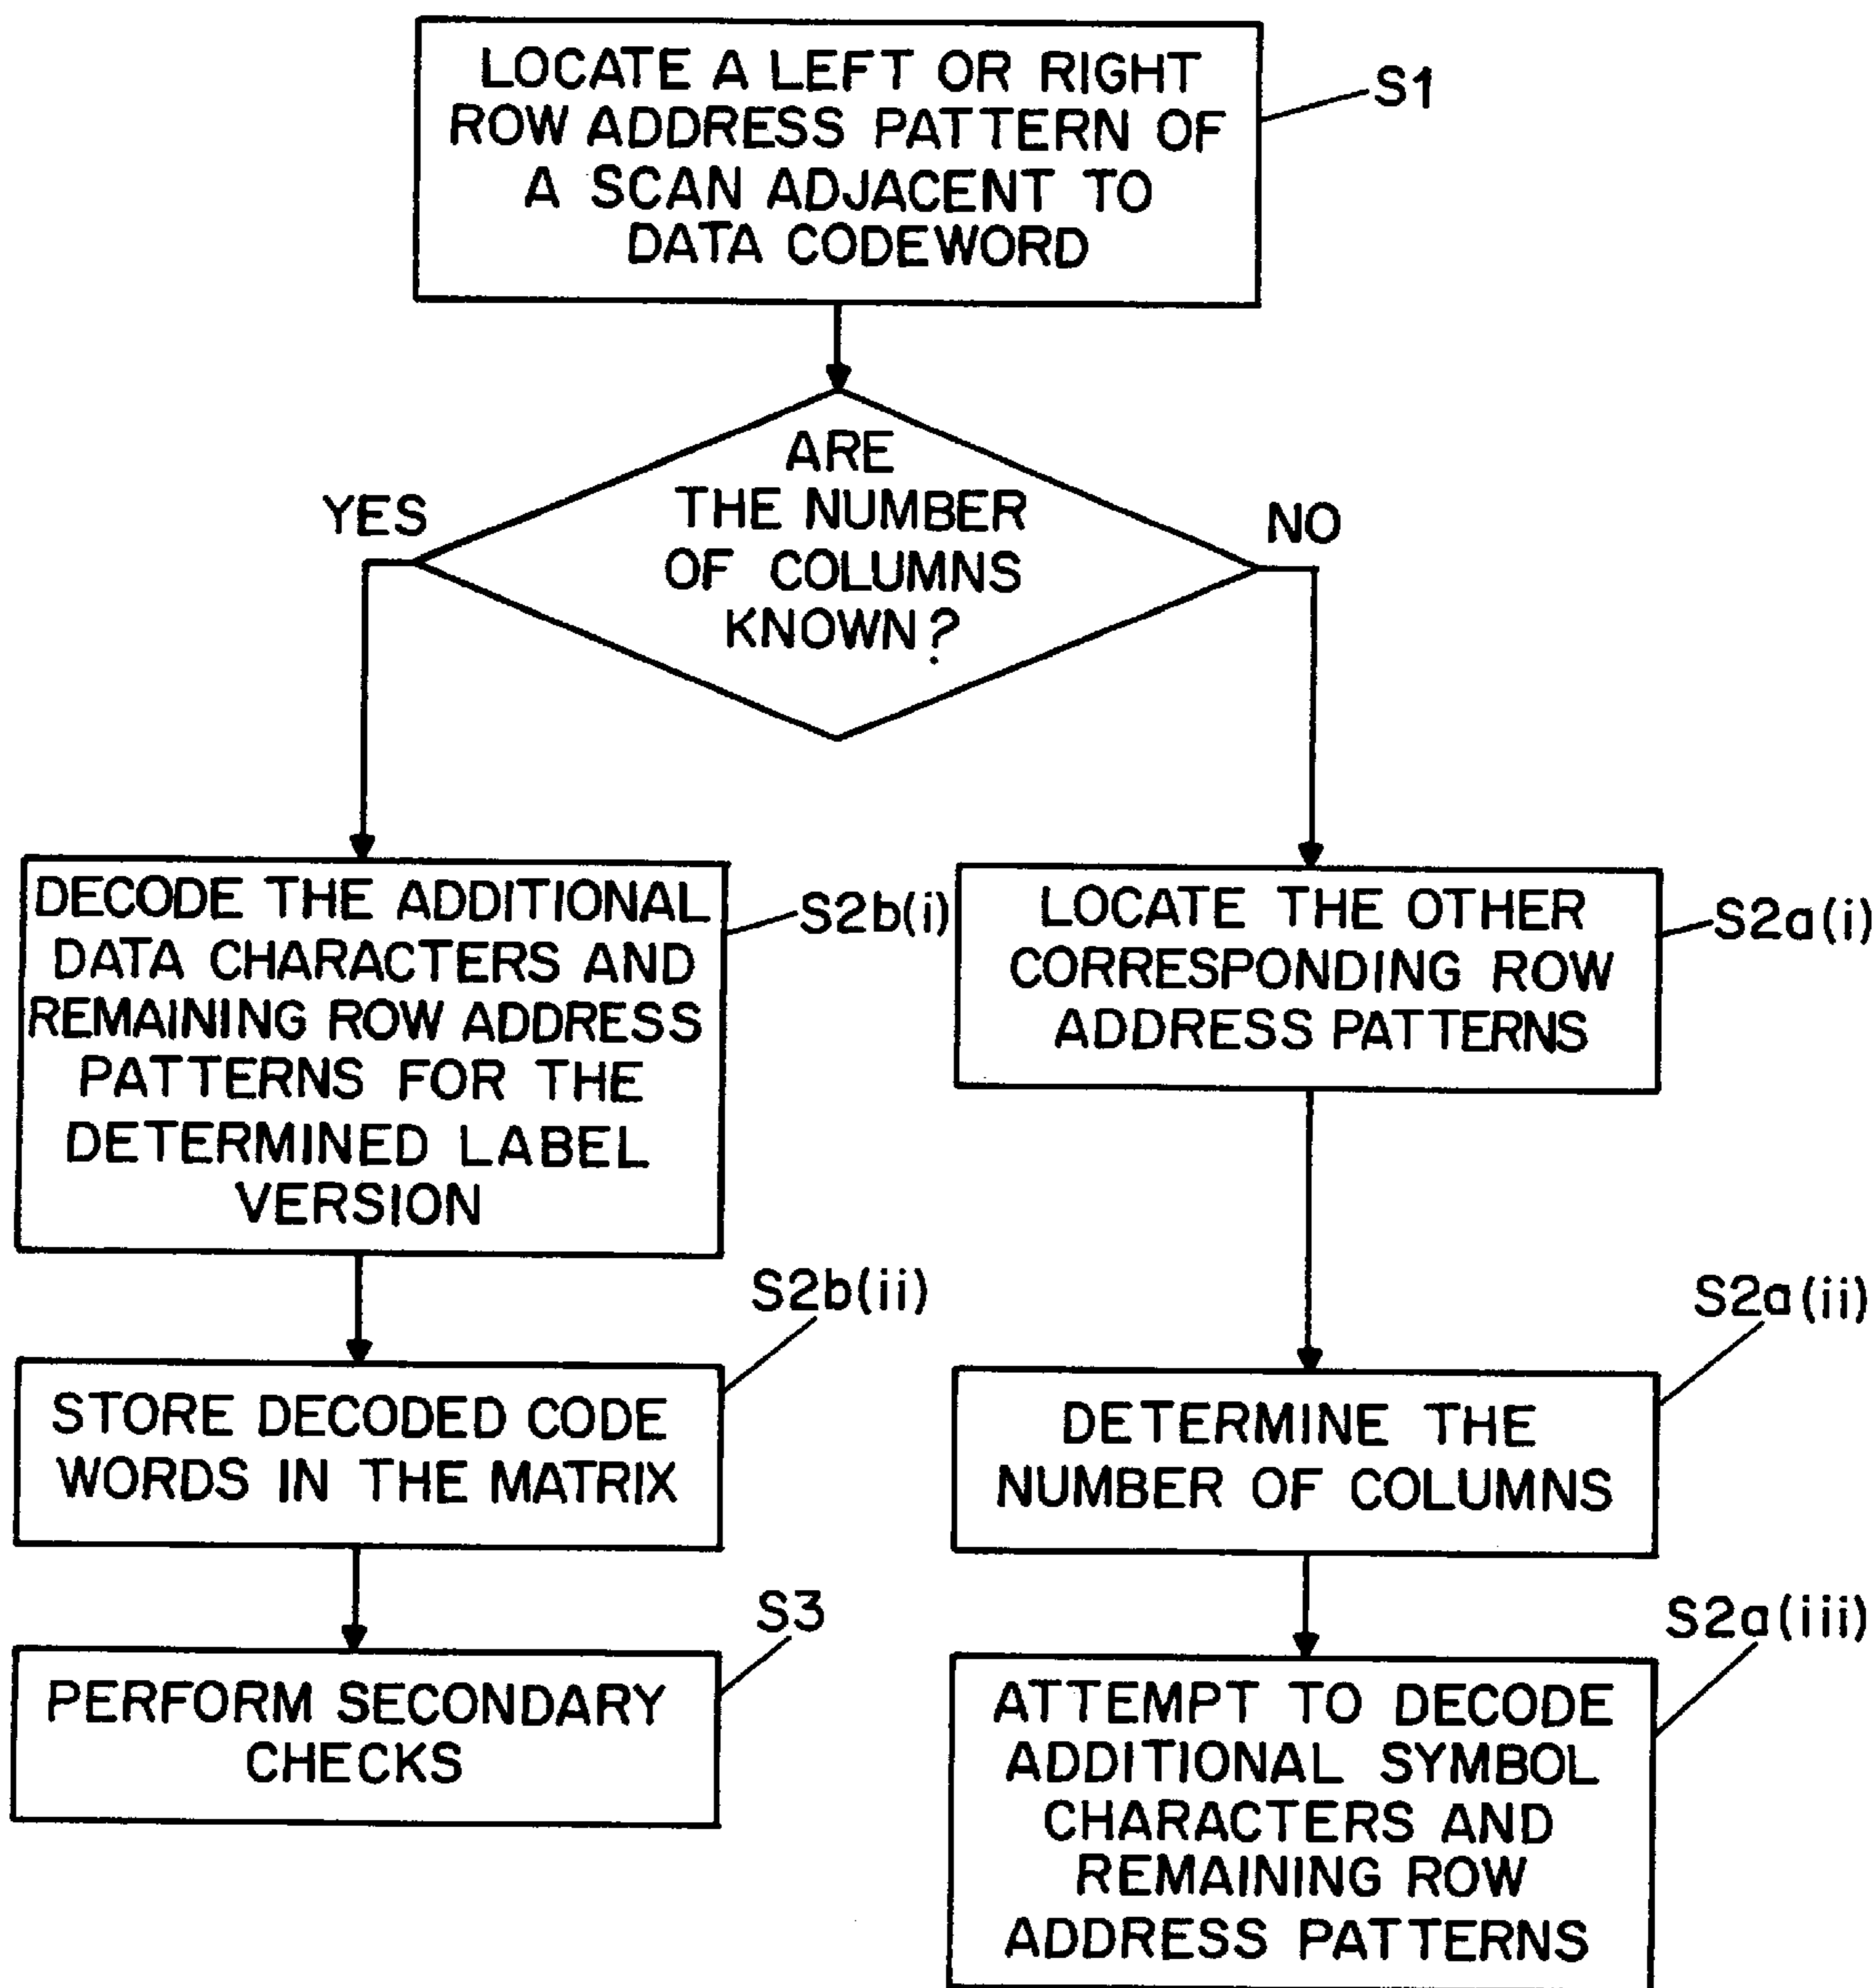 LOCATE A LEFT OR RIGHT
ROW ADDRESS PATTERN OF
A SCAN ADJACENT TO
DATA CODEWORD
S1
ARE
THE NUMBER
OF COLUMNS
KNOWN?
YES
NO
DECODE THE ADDITIONAL
DATA CHARACTERS AND
REMAINING ROW ADDRESS
PATTERNS FOR THE
DETERMINED LABEL
VERSION
S2b(i)
LOCATE THE OTHER
CORRESPONDING ROW
ADDRESS PATTERNS
S2a(i)
STORE DECODED CODE
WORDS IN THE MATRIX
S2b(ii)
DETERMINE THE
NUMBER OF COLUMNS
S2a(ii)
PERFORM SECONDARY
CHECKS
S3
ATTEMPT TO DECODE
ADDITIONAL SYMBOL
CHARACTERS AND
REMAINING ROW
ADDRESS PATTERNS
S2a(iii)